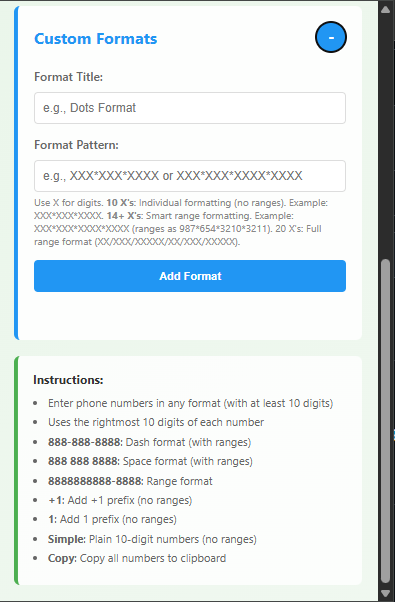 Custom Formats
-
Format Title:
e.g., Dots Format
Format Pattern:
e.g., XXX*XXX*XXXX or XXX*XXX*XXXX*XXXX
Use X for digits. 10 X's: Individual formatting (no ranges). Example:
XXX*XXX*XXXX. 14+ X's: Smart range formatting. Example:
XXX*XXX*XXXX*XXXX (ranges as 987*654*3210*3211). 20 X's: Full
range format (XX/XXX/XXXXX/XX/XXX/XXXXX).
Add Format
Instructions:
• Enter phone numbers in any format (with at least 10 digits)
• Uses the rightmost 10 digits of each number
• 888-888-8888: Dash format (with ranges)
• 888 888 8888: Space format (with ranges)
• 8888888888-8888: Range format
• +1: Add +1 prefix (no ranges)
• 1: Add 1 prefix (no ranges)
• Simple: Plain 10-digit numbers (no ranges)
• Copy: Copy all numbers to clipboard